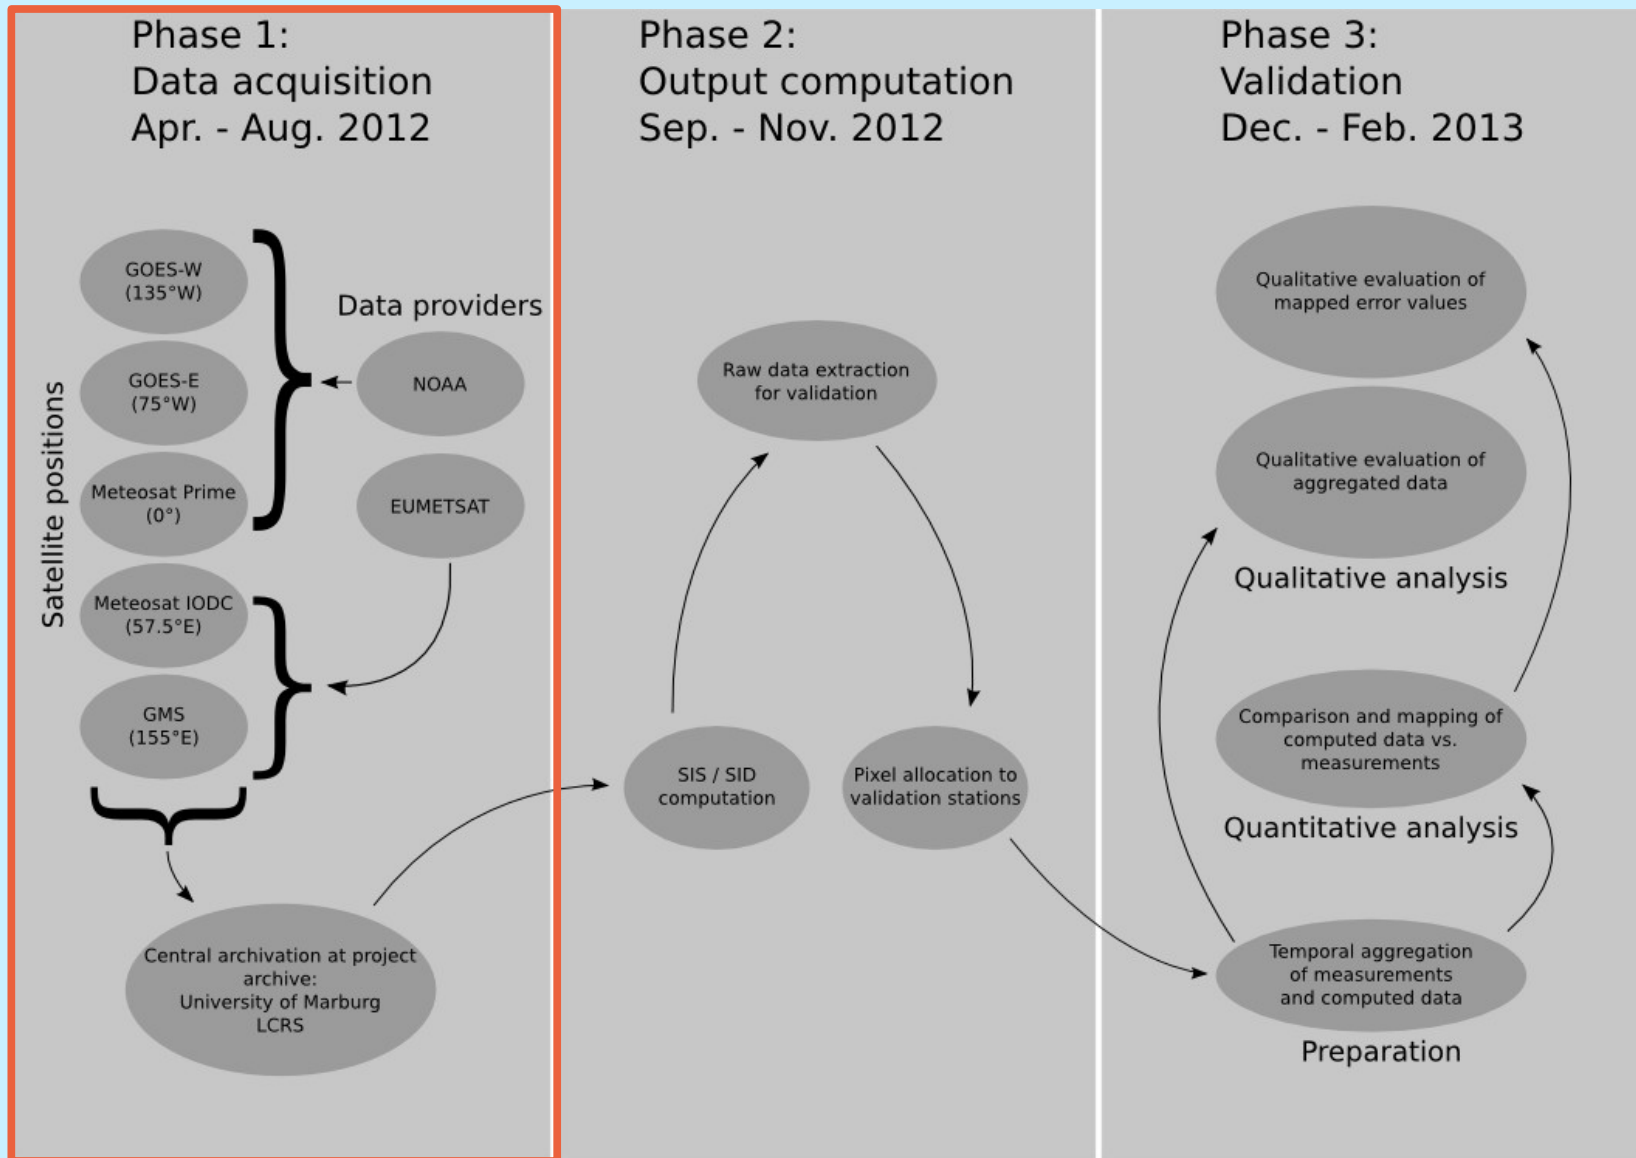 Phase 1:
Data acquisition
Apr. - Aug. 2012
GOES-W
(135°W)
GOES-E
(75°W)
Meteosat Prime
(0°)
Meteosat IODC
(57.5°E)
GMS
(155°E)
Satellite positions
Data providers
NOAA
EUMETSAT
Central archivation at project
archive:
University of Marburg
LCRS
Phase 2:
Output computation
Sep. - Nov. 2012
Raw data extraction
for validation
SIS / SID
computation
Pixel allocation to
validation stations
Phase 3:
Validation
Dec. - Feb. 2013
Qualitative evaluation of
mapped error values
Qualitative evaluation of
aggregated data
Qualitative analysis
Comparison and mapping of
computed data vs.
measurements
Quantitative analysis
Temporal aggregation
of measurements
and computed data
Preparation